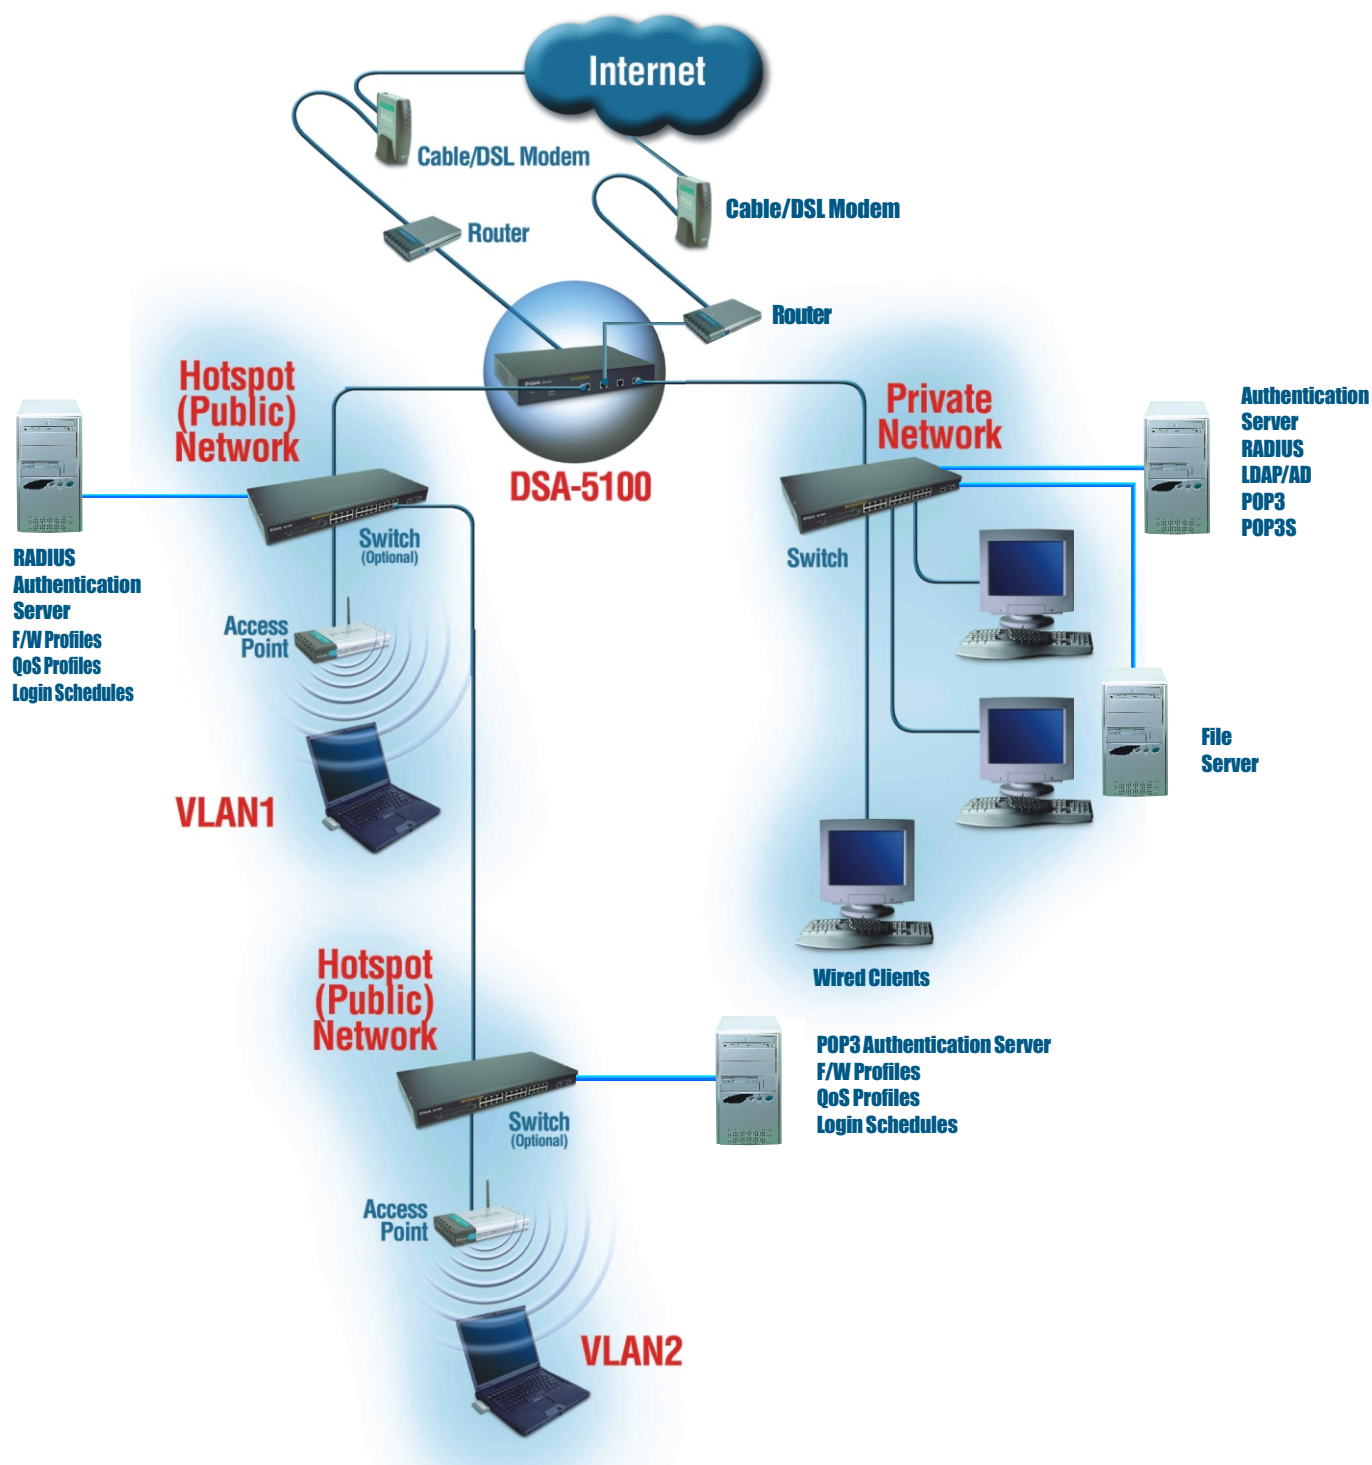 Internet
Cable/DSL Modem
Cable/DSL Modem
Router
Router
DSA-5100
Hotspot
(Public)
Network
Private
Network
Authentication
Server
RADIUS
LDAP/AD
POP3
POP3S
Switch
(Optional)
Switch
RADIUS
Authentication
Server
F/W Profiles
QoS Profiles
Login Schedules
Access
Point
File
Server
VLAN1
Wired Clients
Hotspot
(Public)
Network
POP3 Authentication Server
F/W Profiles
QoS Profiles
Login Schedules
Switch
(Optional)
Access
Point
VLAN2